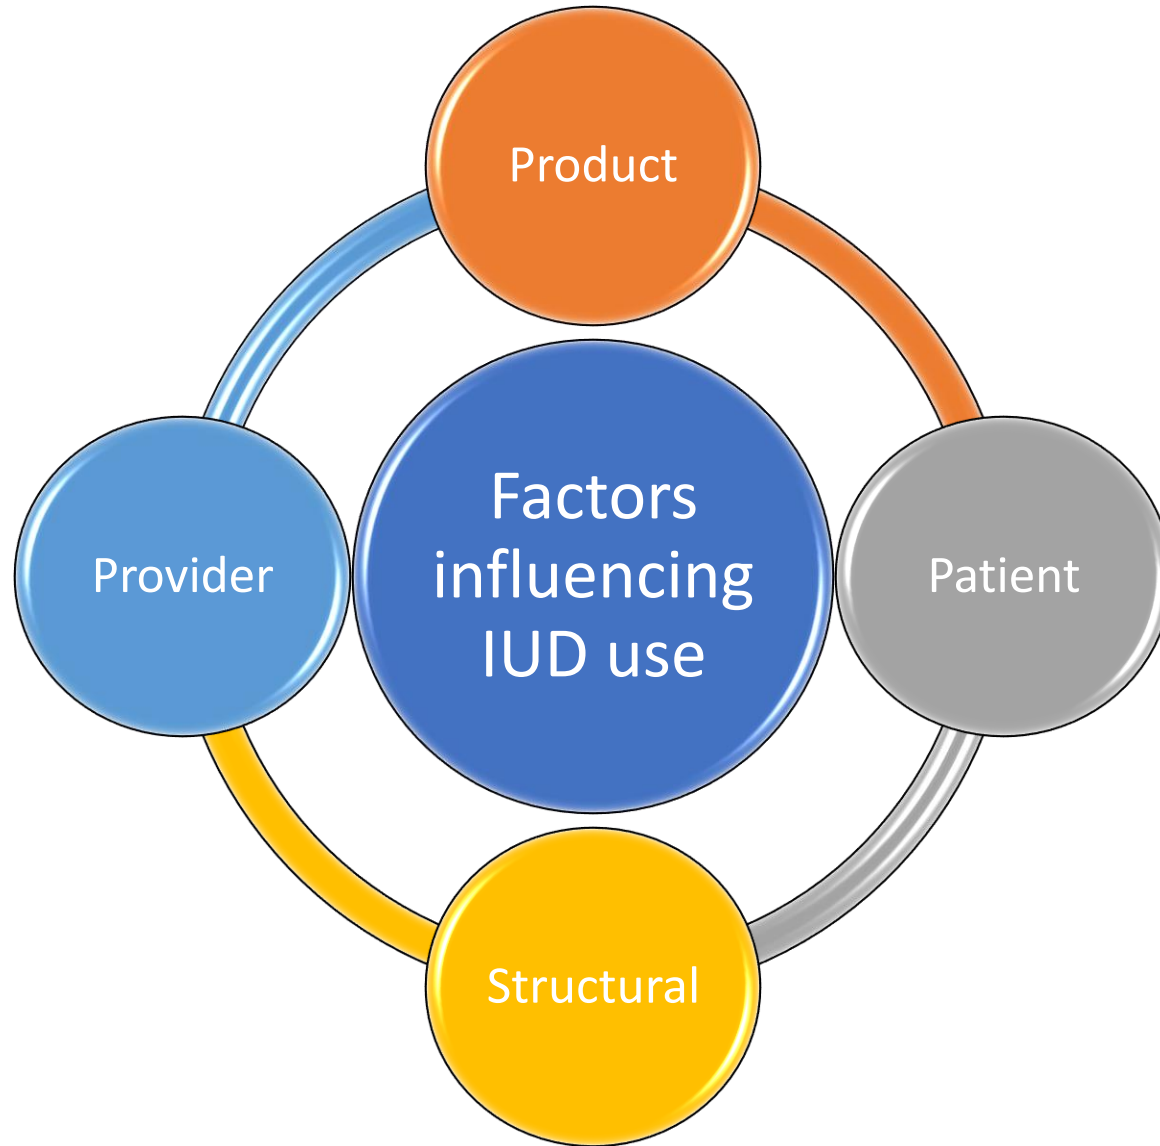 Product
Provider
Factors
influencing
IUD use
Patient
Structural